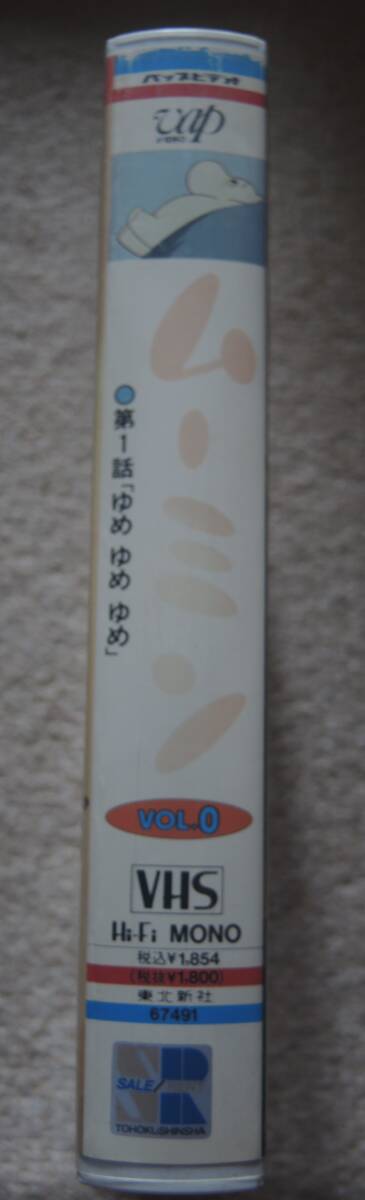 バップビデオ
vap
VIDEO
ムーミン
●第1話「ゆめ ゆめ ゆめ」
VOL.0
VHS
Hi-Fi MONO
税込¥1,854
(税抜¥1,800)
東北新社
67491
SALE/
TOHOKUSHINSHA